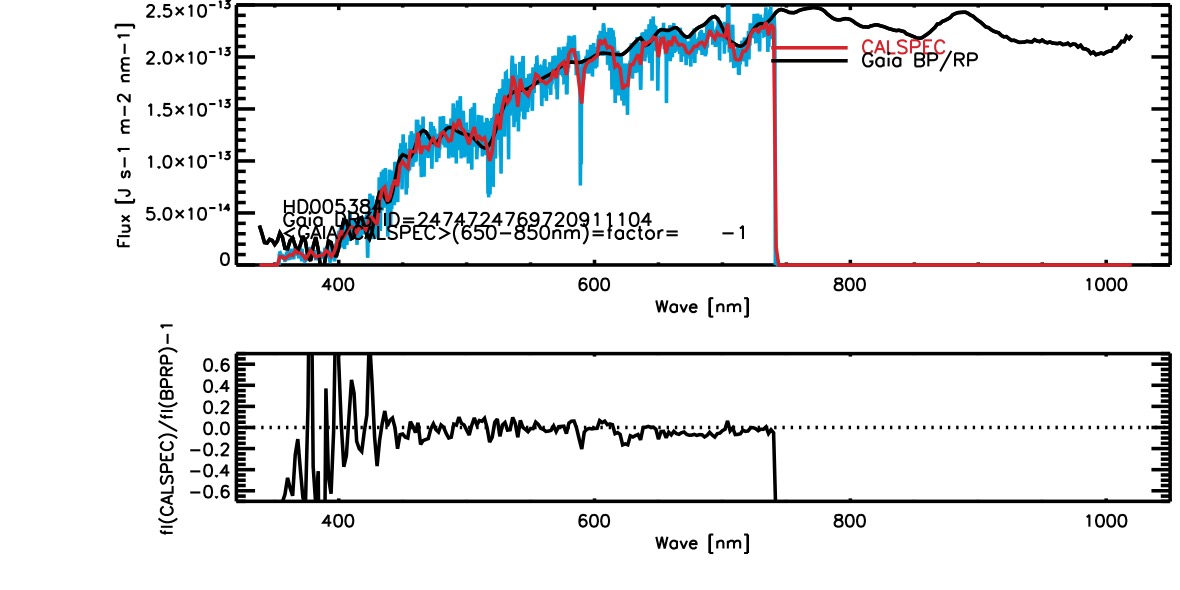 2.5×10−13
2.0×10−13
1.5×10−13
1.0×10−13
5.0×10−14
0
Flux [J s−1 m−2 nm−1]
CALSPEC
Gaia BP/RP
HD005384
Gaia DR3 ID=2474724769720911104
<GAIA/CALSPEC>(650−850nm)=factor= −1
400 600 800 1000
Wave [nm]
fl(CALSPEC)/fl(BPRP)−1
0.6
0.4
0.2
0.0
−0.2
−0.4
−0.6
400 600 800 1000
Wave [nm]